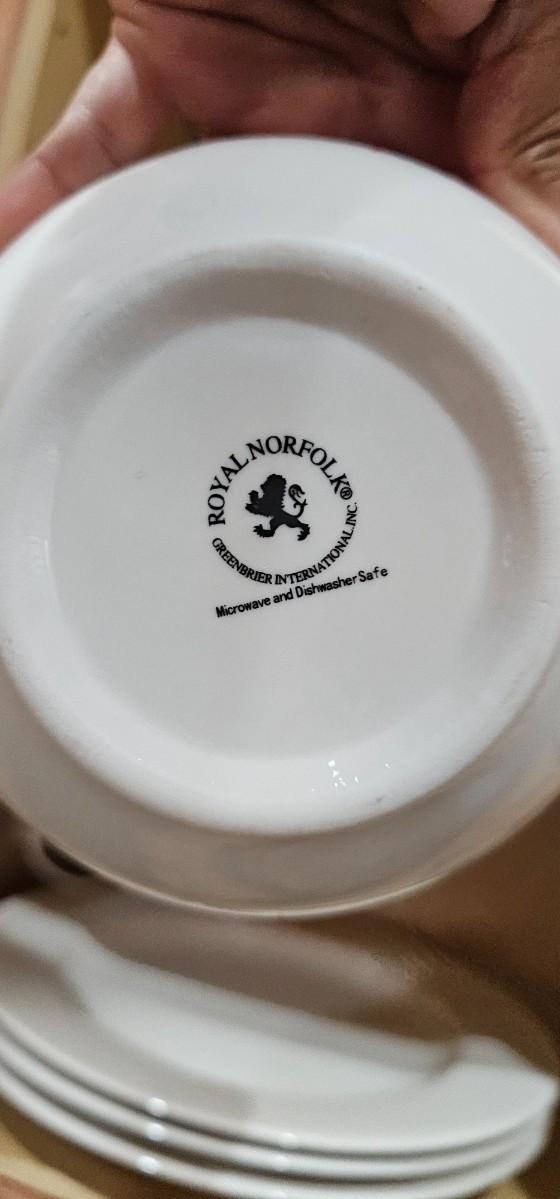 ROYAL NORFOLK®
GREENBRIER INTERNATIONAL, INC.
Microwave and Dishwasher Safe